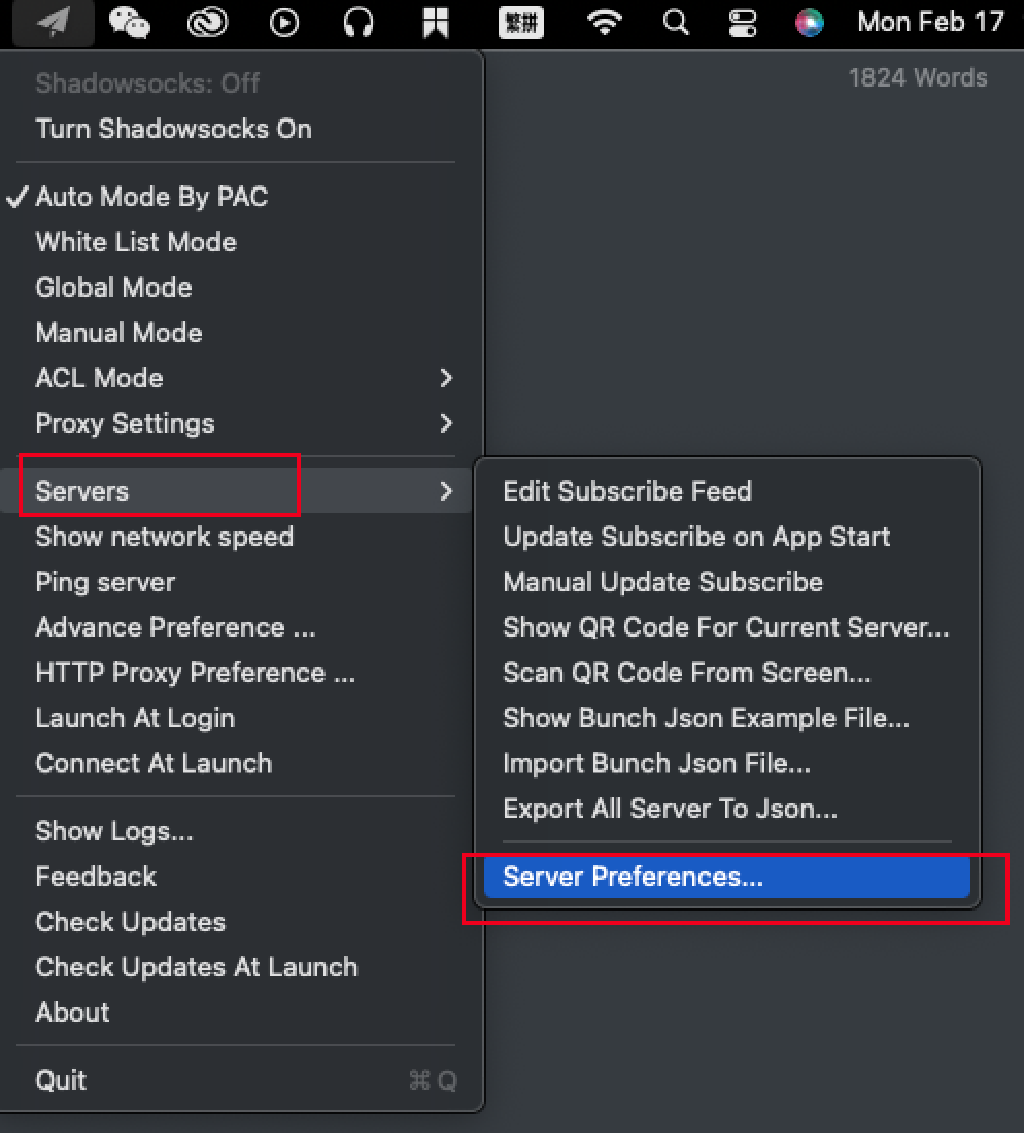 繁拼
Mon Feb 17
1824 Words
Shadowsocks: Off
Turn Shadowsocks On
Auto Mode By PAC
White List Mode
Global Mode
Manual Mode
ACL Mode
Proxy Settings
Servers
Show network speed
Ping server
Advance Preference ...
HTTP Proxy Preference ...
Launch At Login
Connect At Launch
Show Logs...
Feedback
Check Updates
Check Updates At Launch
About
Quit ⌘ Q
Edit Subscribe Feed
Update Subscribe on App Start
Manual Update Subscribe
Show QR Code For Current Server...
Scan QR Code From Screen...
Show Bunch Json Example File...
Import Bunch Json File...
Export All Server To Json...
Server Preferences...